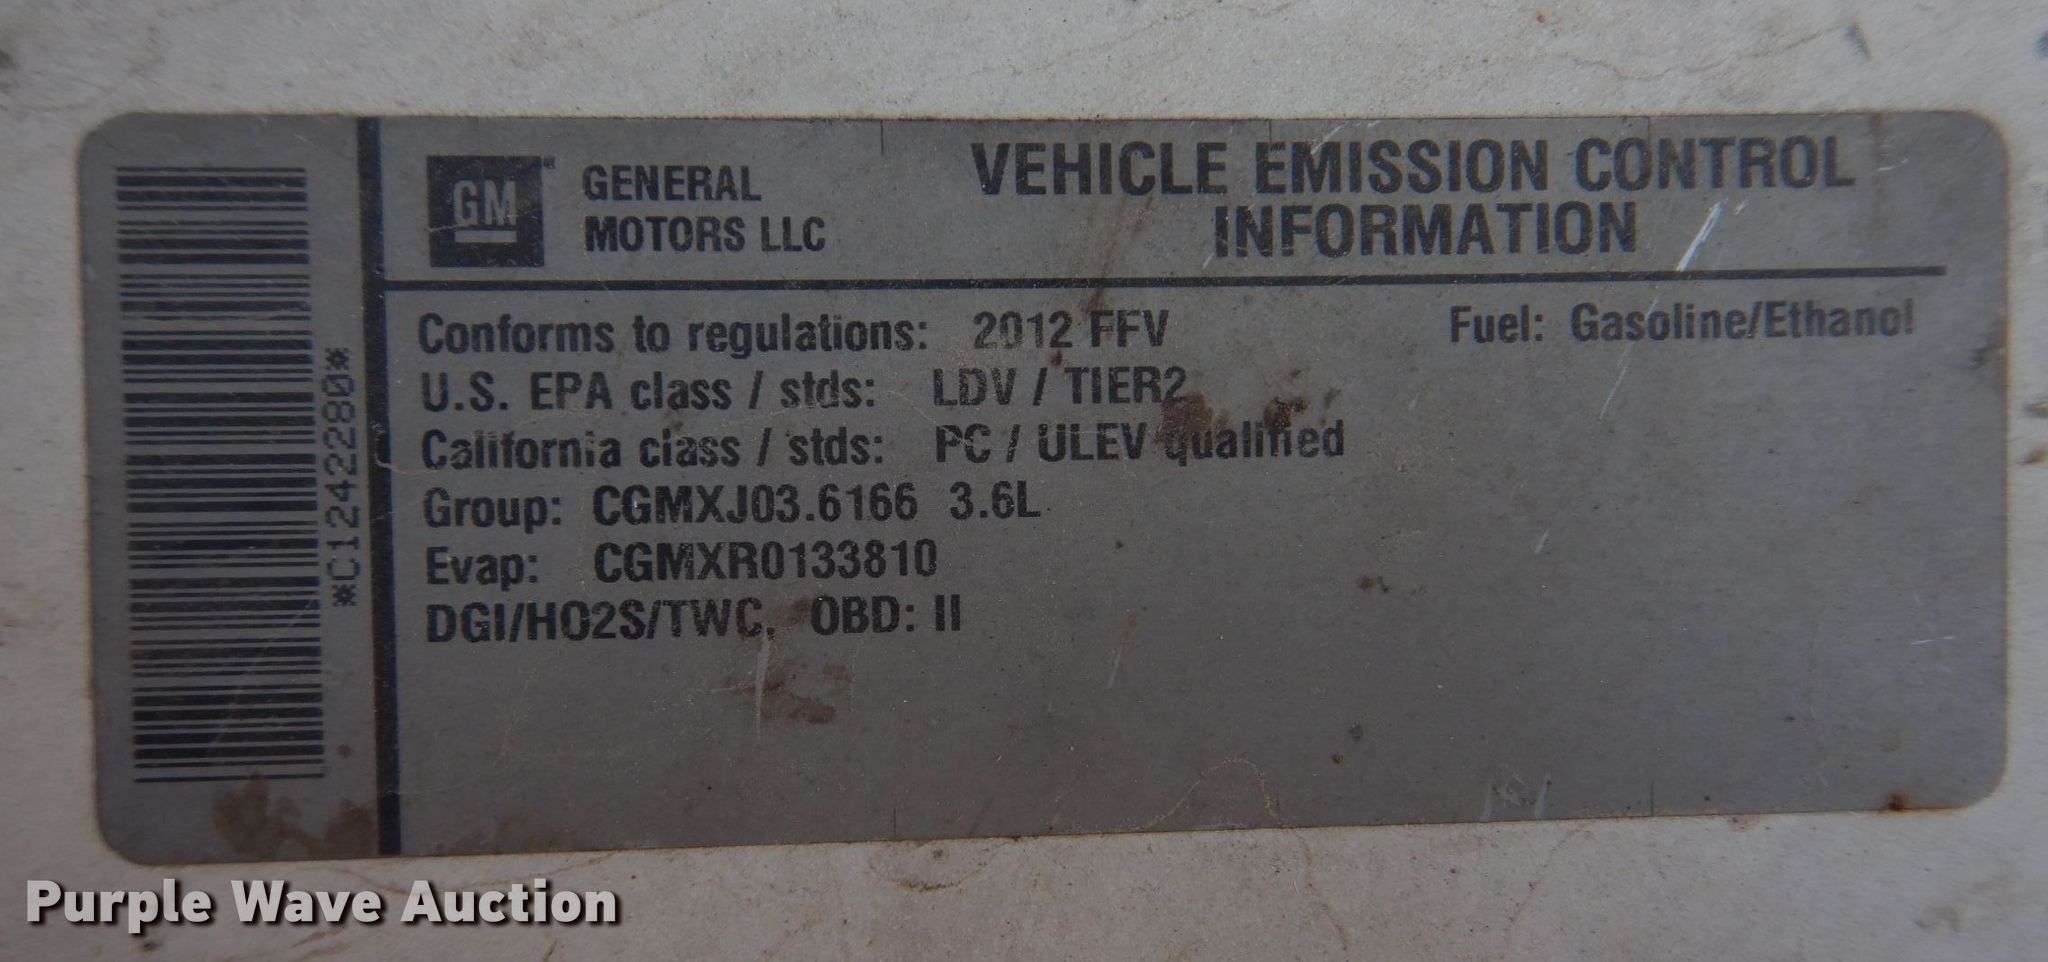 *C12422280*
GM
GENERAL
MOTORS LLC
VEHICLE EMISSION CONTROL
INFORMATION
Conforms to regulations: 2012 FFV
Fuel: Gasoline/Ethanol
U.S. EPA class / stds: LDV / TIER2
California class / stds: PC / ULEV qualified
Group: CGMXJ03.6166 3.6L
Evap: CGMXR0133810
DGI/HO2S/TWC, OBD: II
Purple Wave Auction